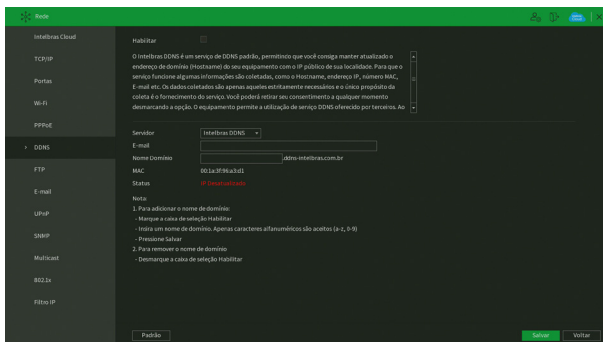 Rede
Intelbras Cloud
TCP/IP
Portas
Wi-Fi
PPPoE
DDNS
FTP
E-mail
UPnP
SNMP
Multicast
802.1x
Filtro IP
Habilitar
O Intelbras DDNS é um serviço de DDNS padrão, permitindo que você consiga manter atualizado o
endereço de domínio (Hostname) do seu equipamento com o IP público de sua localidade. Para que o
serviço funcione algumas informações são coletadas, como o Hostname, endereço IP, número MAC,
E-mail etc. Os dados coletados são apenas aqueles estritamente necessários e o único propósito da
coleta é o fornecimento do serviço. Você poderá retirar seu consentimento a qualquer momento
desmarcando a opção. O equipamento permite a utilização de serviço DDNS oferecido por terceiros. Ao
Servidor Intelbras DDNS
E-mail
Nome Domínio .ddns-intelbras.com.br
MAC 00:1a:3f:96:a3:d1
Status IP Desatualizado
Nota:
1. Para adicionar o nome de domínio:
- Marque a caixa de seleção Habilitar
- Insira um nome de domínio. Apenas caracteres alfanuméricos são aceitos (a-z, 0-9)
- Pressione Salvar
2. Para remover o nome de domínio
- Desmarque a caixa de seleção Habilitar
Padrão Salvar Voltar